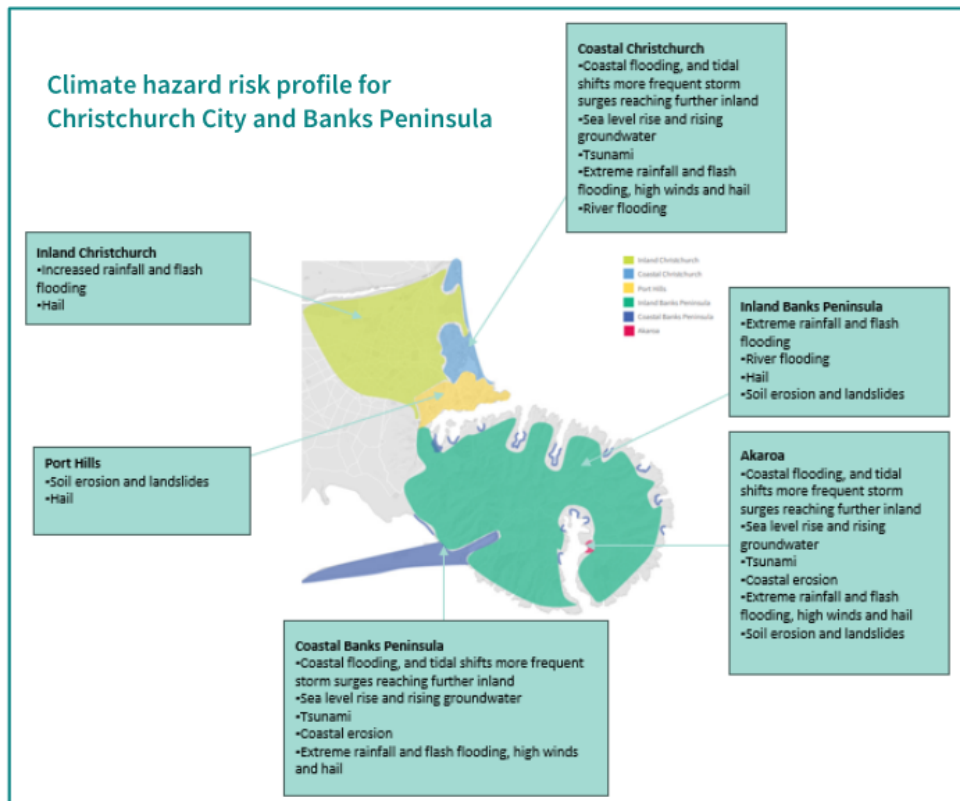 Climate hazard risk profile for
Christchurch City and Banks Peninsula
Coastal Christchurch
▪Coastal flooding, and tidal
shifts more frequent storm
surges reaching further inland
▪Sea level rise and rising
groundwater
▪Tsunami
▪Extreme rainfall and flash
flooding, high winds and hail
▪River flooding
Inland Christchurch
▪Increased rainfall and flash
flooding
▪Hail
Inland Christchurch
Coastal Christchurch
Port Hills
Inland Banks Peninsula
Coastal Banks Peninsula
Akaroa
Inland Banks Peninsula
▪Extreme rainfall and flash
flooding
▪River flooding
▪Hail
▪Soil erosion and landslides
Port Hills
▪Soil erosion and landslides
▪Hail
Akaroa
▪Coastal flooding, and tidal
shifts more frequent storm
surges reaching further inland
▪Sea level rise and rising
groundwater
▪Tsunami
▪Coastal erosion
▪Extreme rainfall and flash
flooding, high winds and hail
▪Soil erosion and landslides
Coastal Banks Peninsula
▪Coastal flooding, and tidal shifts more frequent
storm surges reaching further inland
▪Sea level rise and rising groundwater
▪Tsunami
▪Coastal erosion
▪Extreme rainfall and flash flooding, high winds
and hail